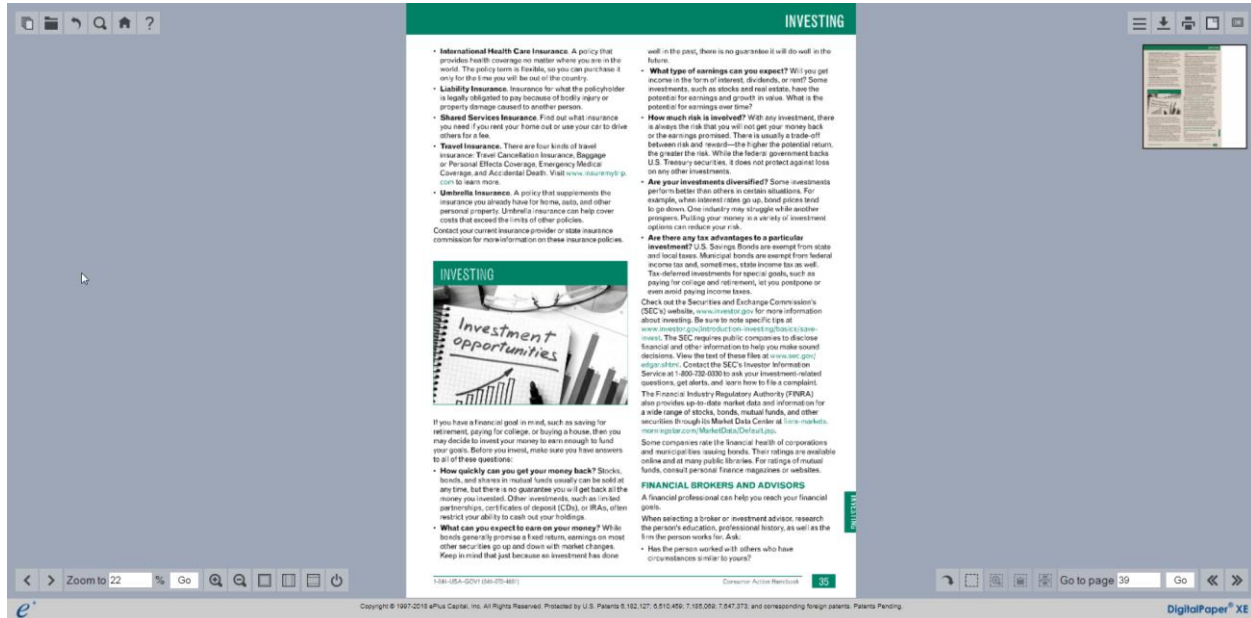 INVESTING
• International Health Care Insurance. A policy that
provides health coverage no matter where you are in the
world. The policy term is flexible, so you can purchase it
only for the time you will be out of the country.
• Liability Insurance. Insurance for what the policyholder
is legally obligated to pay because of bodily injury or
property damage caused to another person.
• Shared Services Insurance. Find out what insurance
you need if you rent your home out or use your car to drive
others for a fee.
• Travel Insurance. There are four kinds of travel
insurance: Travel Cancellation Insurance, Baggage
or Personal Effects Coverage, Emergency Medical
Coverage, and Accidental Death. Visit www.insuremytrip.
com to learn more.
• Umbrella Insurance. A policy that supplements the
insurance you already have for home, auto, and other
personal property. Umbrella insurance can help cover
costs that exceed the limits of other policies.
Contact your current insurance provider or state insurance
commission for more information on these insurance policies.
INVESTING
Investment
opportunities
If you have a financial goal in mind, such as saving for
retirement, paying for college, or buying a house, then you
may decide to invest your money to earn enough to fund
your goals. Before you invest, make sure you have answers
to all of these questions:
• How quickly can you get your money back? Stocks,
bonds, and shares in mutual funds usually can be sold at
any time, but there is no guarantee you will get back all the
money you invested. Other investments, such as limited
partnerships, certificates of deposit (CDs), or IRAs, often
restrict your ability to cash out your holdings.
• What can you expect to earn on your money? While
bonds generally promise a fixed return, earnings on most
other securities go up and down with market changes.
Keep in mind that just because an investment has done
well in the past, there is no guarantee it will do well in the
future.
• What type of earnings can you expect? Will you get
income in the form of interest, dividends, or rent? Some
investments, such as stocks and real estate, have the
potential for earnings and growth in value. What is the
potential for earnings over time?
• How much risk is involved? With any investment, there
is always the risk that you will not get your money back
or the earnings promised. There is usually a trade-off
between risk and reward—the higher the potential return,
the greater the risk. While the federal government backs
U.S. Treasury securities, it does not protect against loss
on any other investments.
• Are your investments diversified? Some investments
perform better than others in certain situations. For
example, when interest rates go up, bond prices tend
to go down. One industry may struggle while another
prospers. Putting your money in a variety of investment
options can reduce your risk.
• Are there any tax advantages to a particular
investment? U.S. Savings Bonds are exempt from state
and local taxes. Municipal bonds are exempt from federal
income tax and, sometimes, state income tax as well.
Tax-deferred investments for special goals, such as
paying for college and retirement, let you postpone or
even avoid paying income taxes.
Check out the Securities and Exchange Commission's
(SEC's) website, www.investor.gov for more information
about investing. Be sure to note specific tips at
www.investor.gov/introduction-investing/basics/save-
invest. The SEC requires public companies to disclose
financial and other information to help you make sound
decisions. View the text of these files at www.sec.gov/
edgar.shtml. Contact the SEC's Investor Information
Service at 1-800-732-0330 to ask your investment-related
questions, get alerts, and learn how to file a complaint.
The Financial Industry Regulatory Authority (FINRA)
also provides up-to-date market data and information for
a wide range of stocks, bonds, mutual funds, and other
securities through its Market Data Center at finra-markets.
morningstar.com/MarketData/Default.jsp.
Some companies rate the financial health of corporations
and municipalities issuing bonds. Their ratings are available
online and at many public libraries. For ratings of mutual
funds, consult personal finance magazines or websites.
FINANCIAL BROKERS AND ADVISORS
A financial professional can help you reach your financial
goals.
When selecting a broker or investment advisor, research
the person's education, professional history, as well as the
firm the person works for. Ask:
• Has the person worked with others who have
circumstances similar to yours?
INVESTING
1-844-USA-GOV1 (844-872-4681) Consumer Action Handbook 35
Zoom to 22 % Go
Go to page 39 Go
e+ Copyright © 1997-2018 ePlus Capital, inc. All Rights Reserved. Protected by U.S. Patents 6,182,127; 6,510,459; 7,185,069; 7,647,373; and corresponding foreign patents. Patents Pending. DigitalPaper® XE